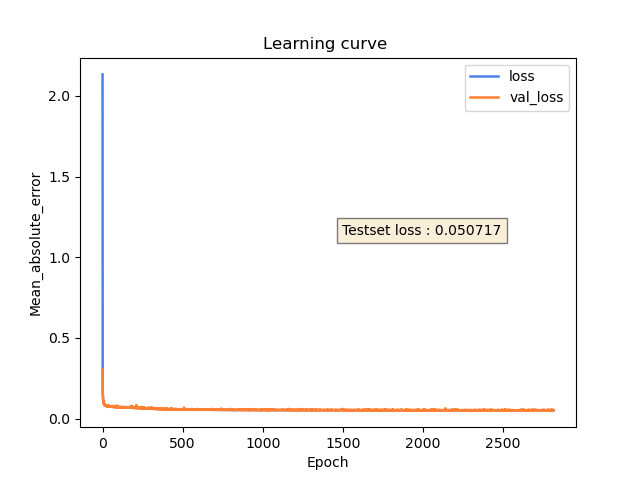 Learning curve
loss
val_loss
Testset loss : 0.050717
Mean_absolute_error
2.0
1.5
1.0
0.5
0.0
0
500
1000
1500
2000
2500
Epoch